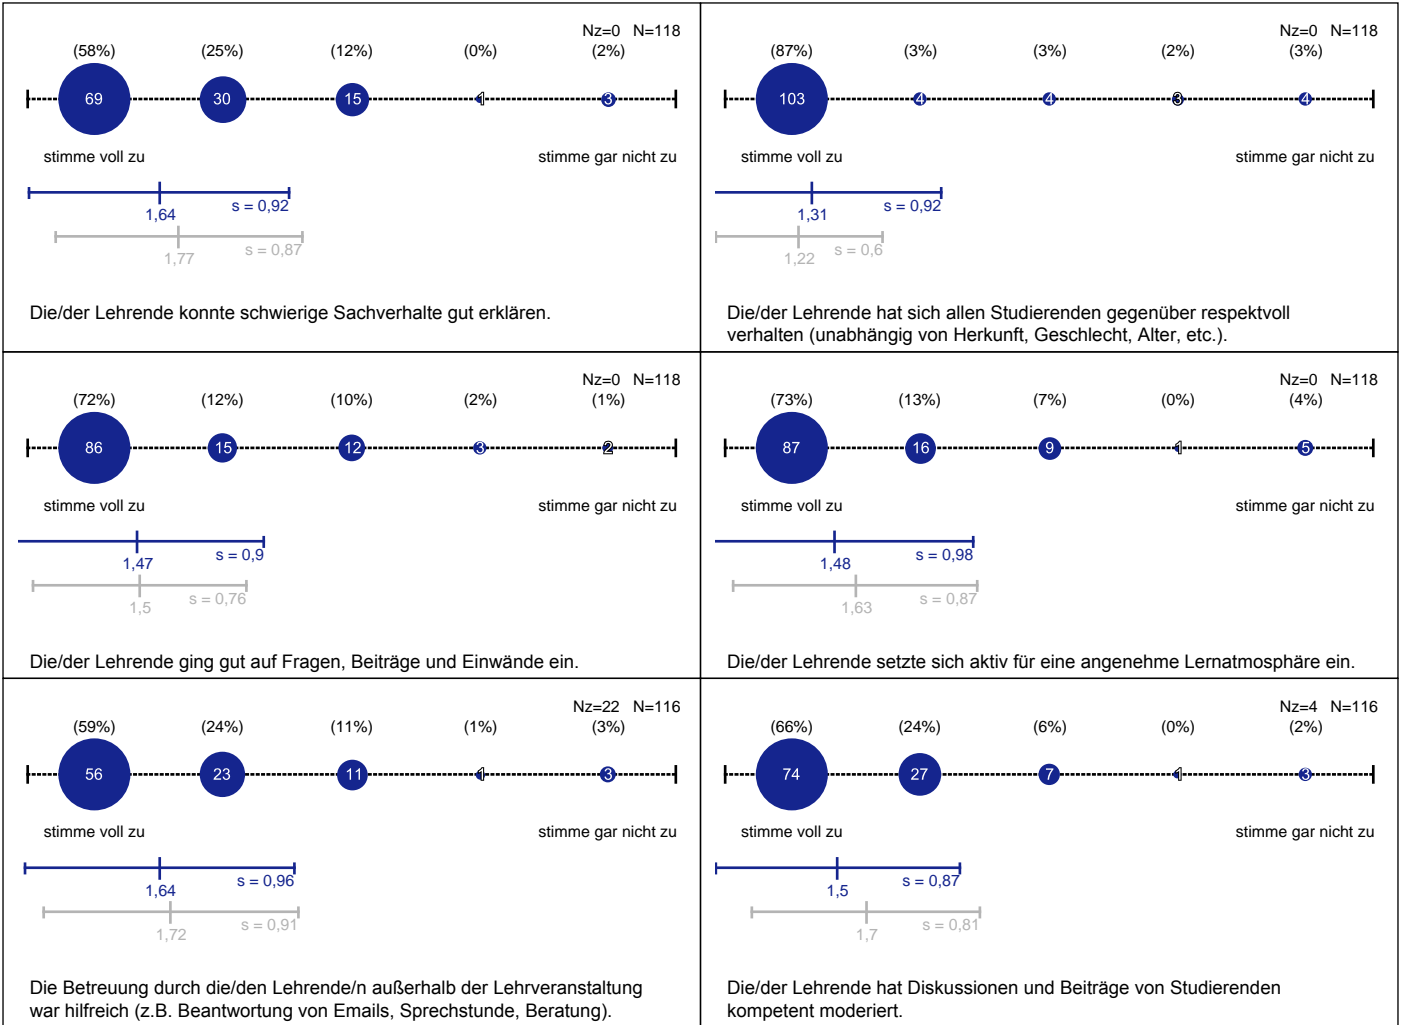 Nz=0 N=118
(58%) (25%) (12%) (0%) (2%)
69 30 15 1 3
stimme voll zu stimme gar nicht zu
1,64 s = 0,92
1,77 s = 0,87
Die/der Lehrende konnte schwierige Sachverhalte gut erklären.
Nz=0 N=118
(87%) (3%) (3%) (2%) (3%)
103 4 4 3 4
stimme voll zu stimme gar nicht zu
1,31 s = 0,92
1,22 s = 0,6
Die/der Lehrende hat sich allen Studierenden gegenüber respektvoll
verhalten (unabhängig von Herkunft, Geschlecht, Alter, etc.).
Nz=0 N=118
(72%) (12%) (10%) (2%) (1%)
86 15 12 3 2
stimme voll zu stimme gar nicht zu
1,47 s = 0,9
1,5 s = 0,76
Die/der Lehrende ging gut auf Fragen, Beiträge und Einwände ein.
Nz=0 N=118
(73%) (13%) (7%) (0%) (4%)
87 16 9 1 5
stimme voll zu stimme gar nicht zu
1,48 s = 0,98
1,63 s = 0,87
Die/der Lehrende setzte sich aktiv für eine angenehme Lernatmosphäre ein.
Nz=22 N=116
(59%) (24%) (11%) (1%) (3%)
56 23 11 1 3
stimme voll zu stimme gar nicht zu
1,64 s = 0,96
1,72 s = 0,91
Die Betreuung durch die/den Lehrende/n außerhalb der Lehrveranstaltung
war hilfreich (z.B. Beantwortung von Emails, Sprechstunde, Beratung).
Nz=4 N=116
(66%) (24%) (6%) (0%) (2%)
74 27 7 1 3
stimme voll zu stimme gar nicht zu
1,5 s = 0,87
1,7 s = 0,81
Die/der Lehrende hat Diskussionen und Beiträge von Studierenden
kompetent moderiert.